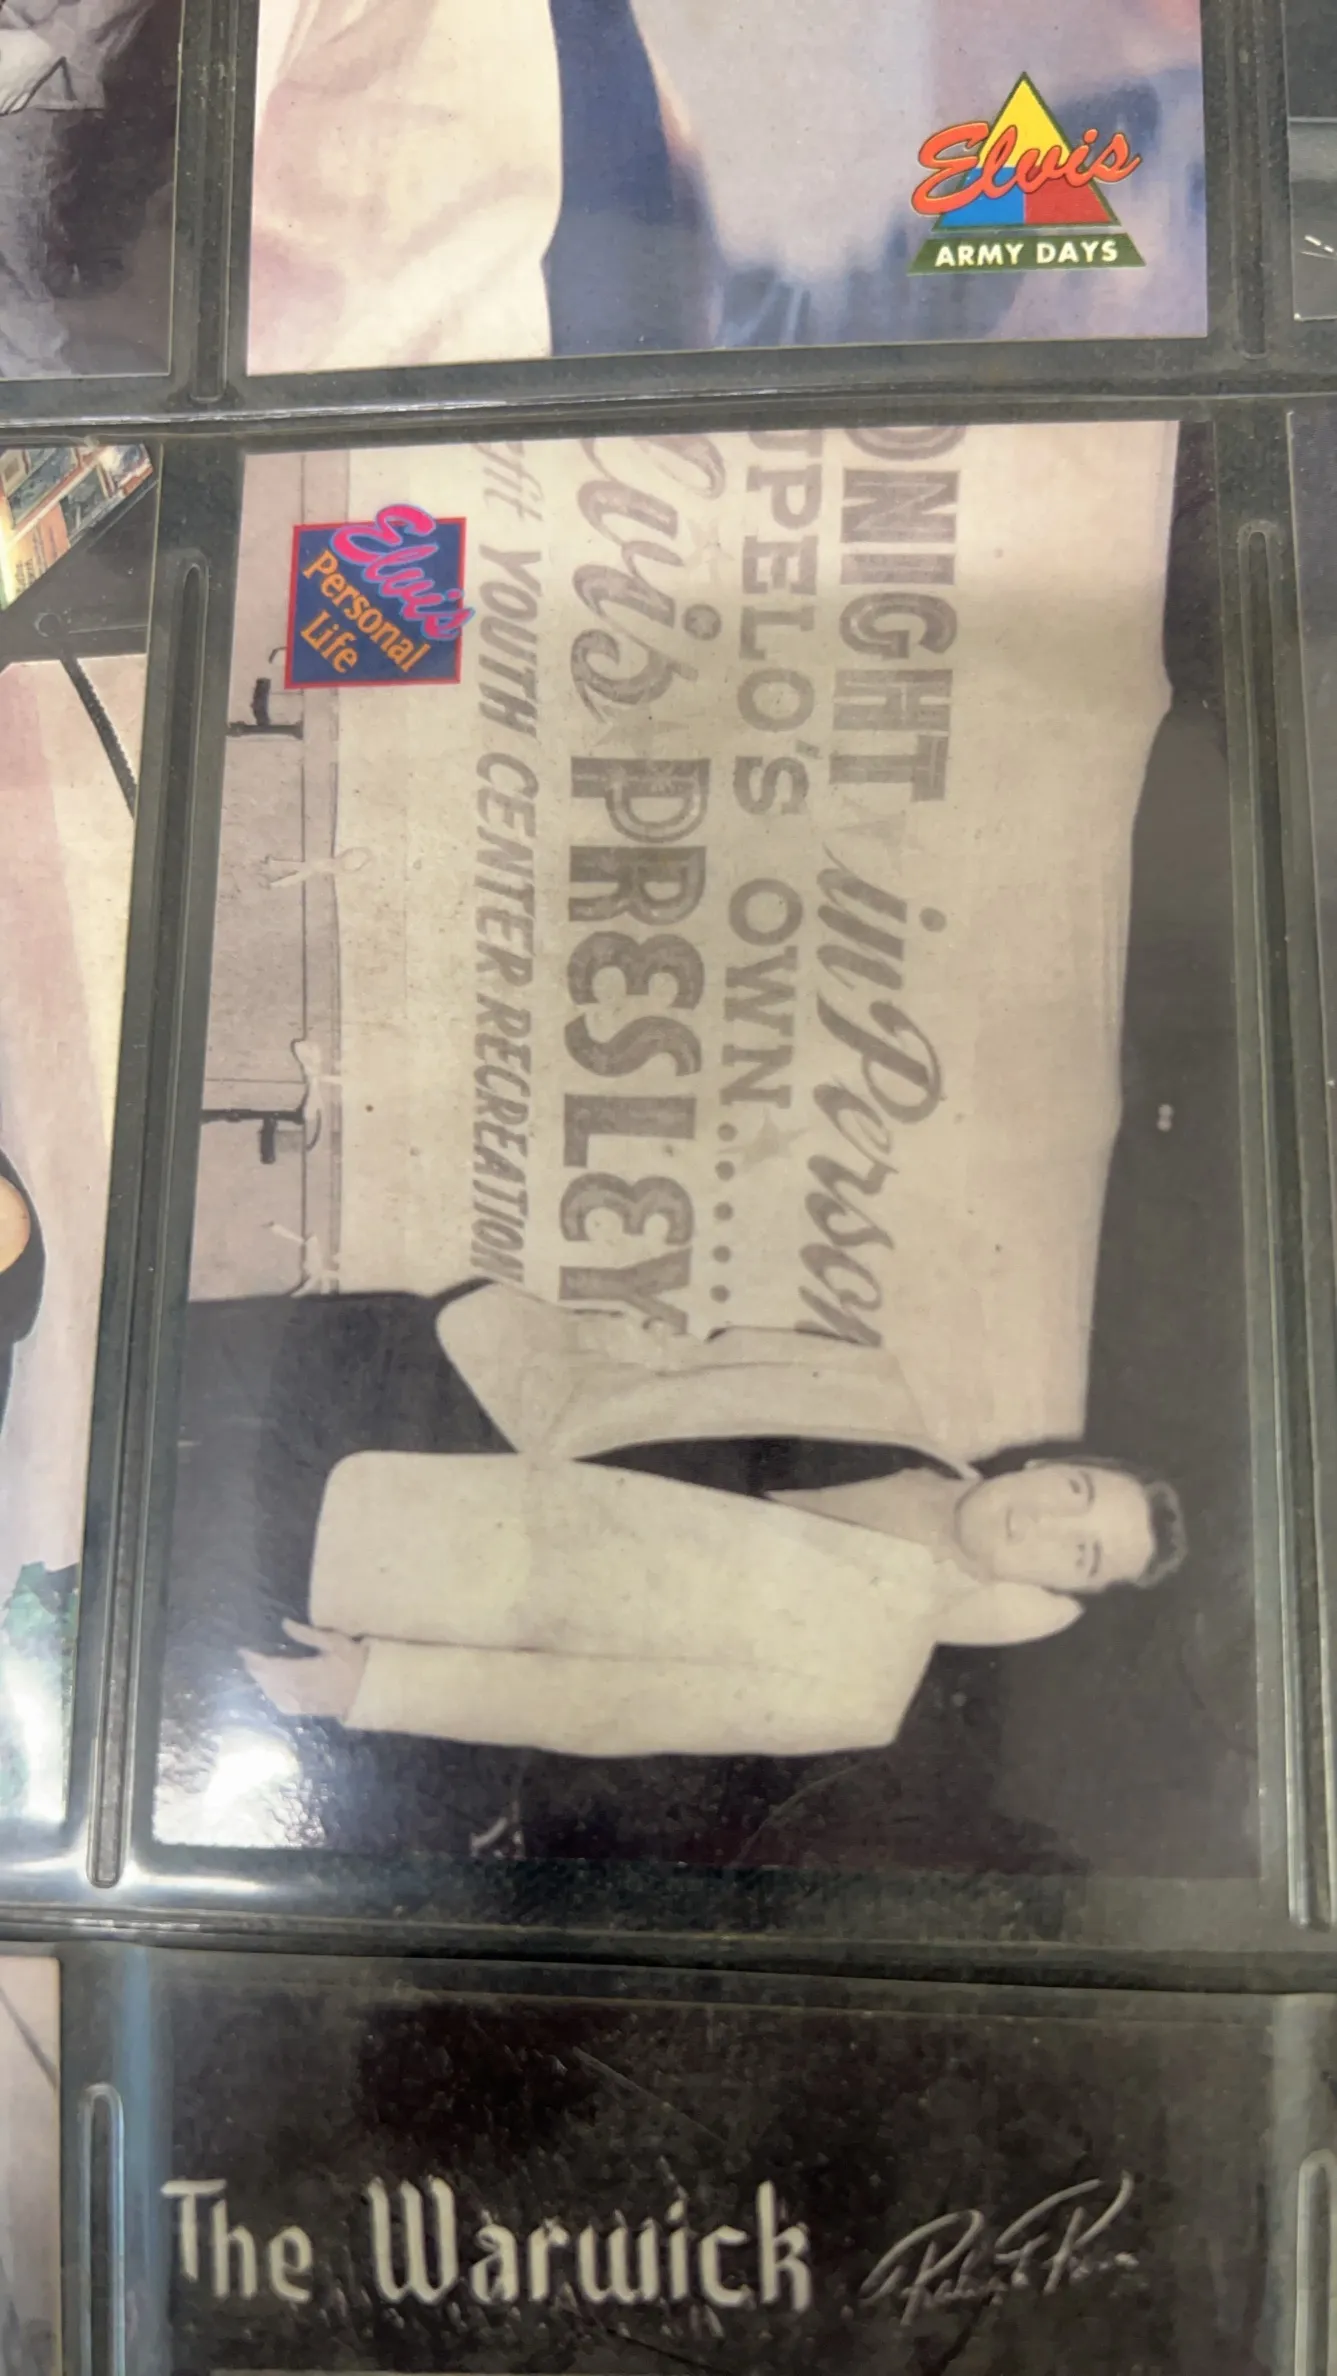 Elvis
ARMY DAYS
Elvis
Personal
Life
ONIGHT in Person
UPELO'S OWN......
Elvis PRESLEY
YOUTH CENTER RECREATION
The Warwick